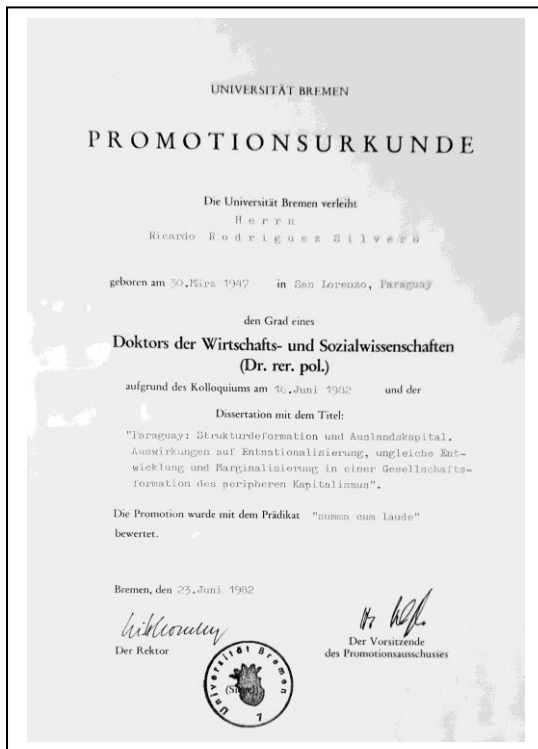 UNIVERSITÄT BREMEN
PROMOTIONSURKUNDE
Die Universität Bremen verleiht
Herrn
Ricardo Rodriguez Silvero
geboren am 30.März 1947 in San Lorenzo, Paraguay
den Grad eines
Doktors der Wirtschafts- und Sozialwissenschaften
(Dr. rer. pol.)
aufgrund des Kolloquiums am 16.Juni 1982 und der
Dissertation mit dem Titel:
"Paraguay: Strukturdeformation und Auslandskapital.
Auswirkungen auf Entnationalisierung, ungleiche Ent-
wicklung und Marginalisierung in einer Gesellschafts-
formation des peripheren Kapitalismus".
Die Promotion wurde mit dem Prädikat "summa cum laude"
bewertet.
Bremen, den 23.Juni 1982
Der Rektor
Der Vorsitzende
des Promotionsausschusses
Universität Bremen
(Siegel)
7